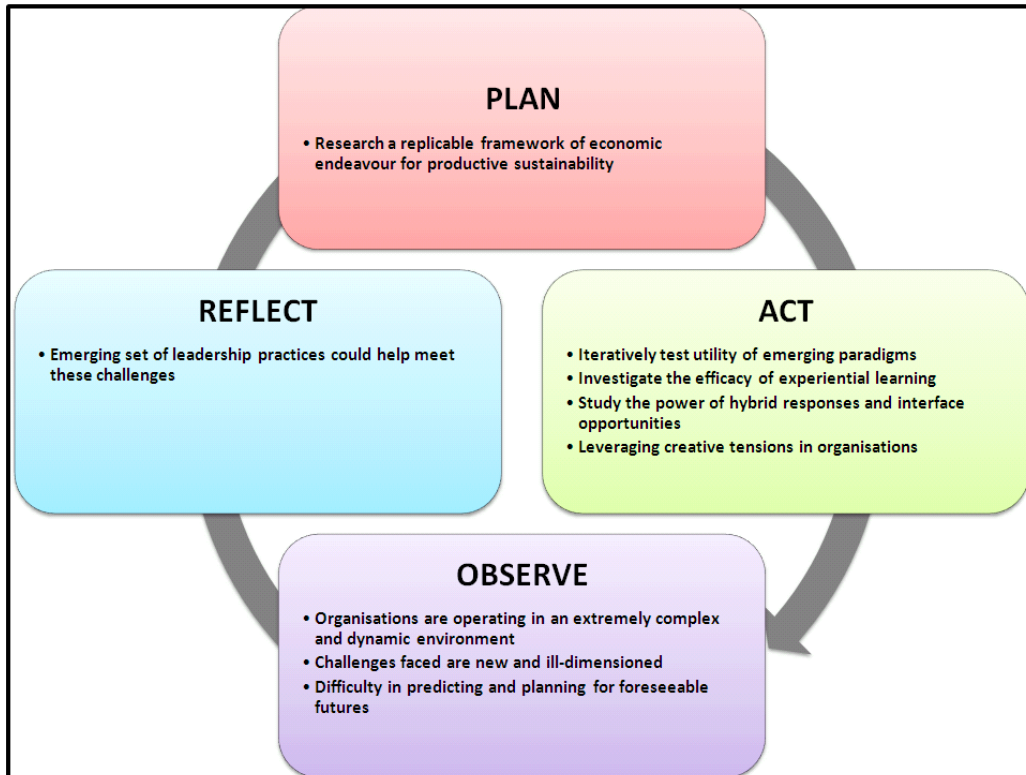 PLAN
• Research a replicable framework of economic
endeavour for productive sustainability
REFLECT
• Emerging set of leadership practices could help meet
these challenges
ACT
• Iteratively test utility of emerging paradigms
• Investigate the efficacy of experiential learning
• Study the power of hybrid responses and interface
opportunities
• Leveraging creative tensions in organisations
OBSERVE
• Organisations are operating in an extremely complex
and dynamic environment
• Challenges faced are new and ill-dimensioned
• Difficulty in predicting and planning for foreseeable
futures